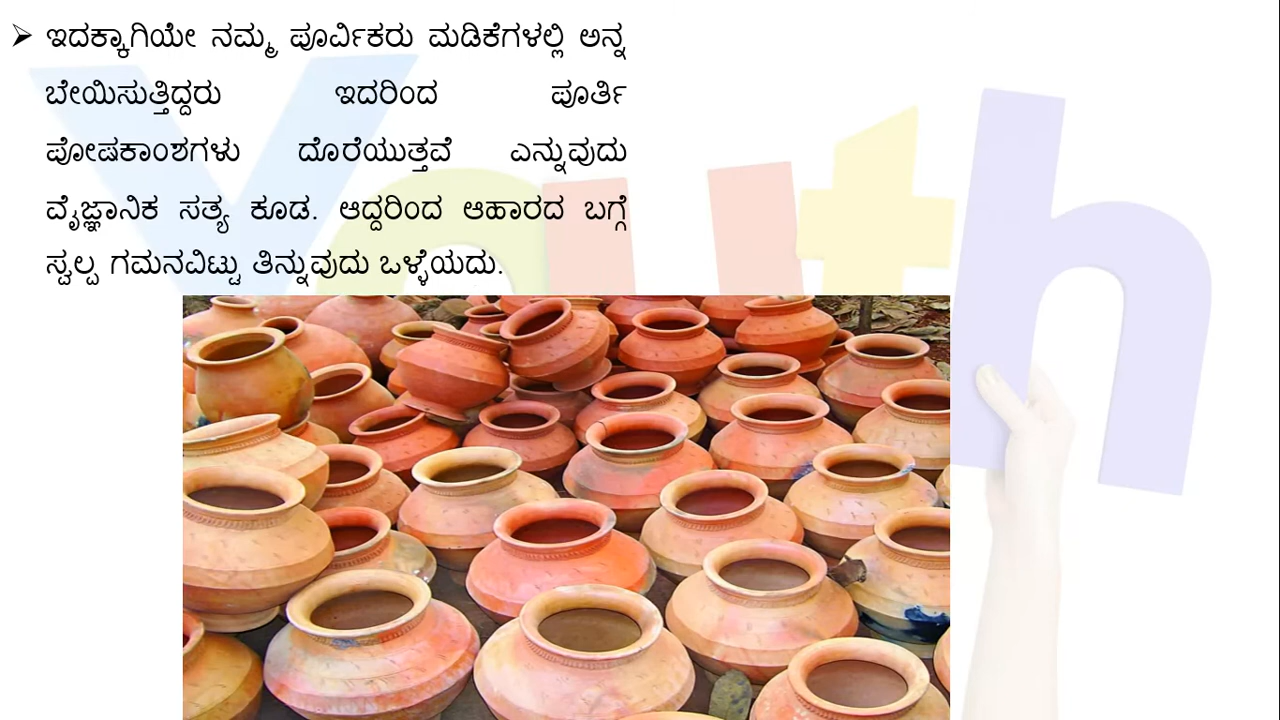 ಇದಕ್ಕಾಗಿಯೇ ನಮ್ಮ ಪೂರ್ವಿಕರು ಮಡಿಕೆಗಳಲ್ಲಿ ಅನ್ನ
ಬೇಯಿಸುತ್ತಿದ್ದರು ಇದರಿಂದ ಪೂರ್ತಿ
ಪೋಷಕಾಂಶಗಳು ದೊರೆಯುತ್ತವೆ ಎನ್ನುವುದು
ವೈಜ್ಞಾನಿಕ ಸತ್ಯ ಕೂಡ. ಆದ್ದರಿಂದ ಆಹಾರದ ಬಗ್ಗೆ
ಸ್ವಲ್ಪ ಗಮನವಿಟ್ಟು ತಿನ್ನುವುದು ಒಳ್ಳೆಯದು.
Youth